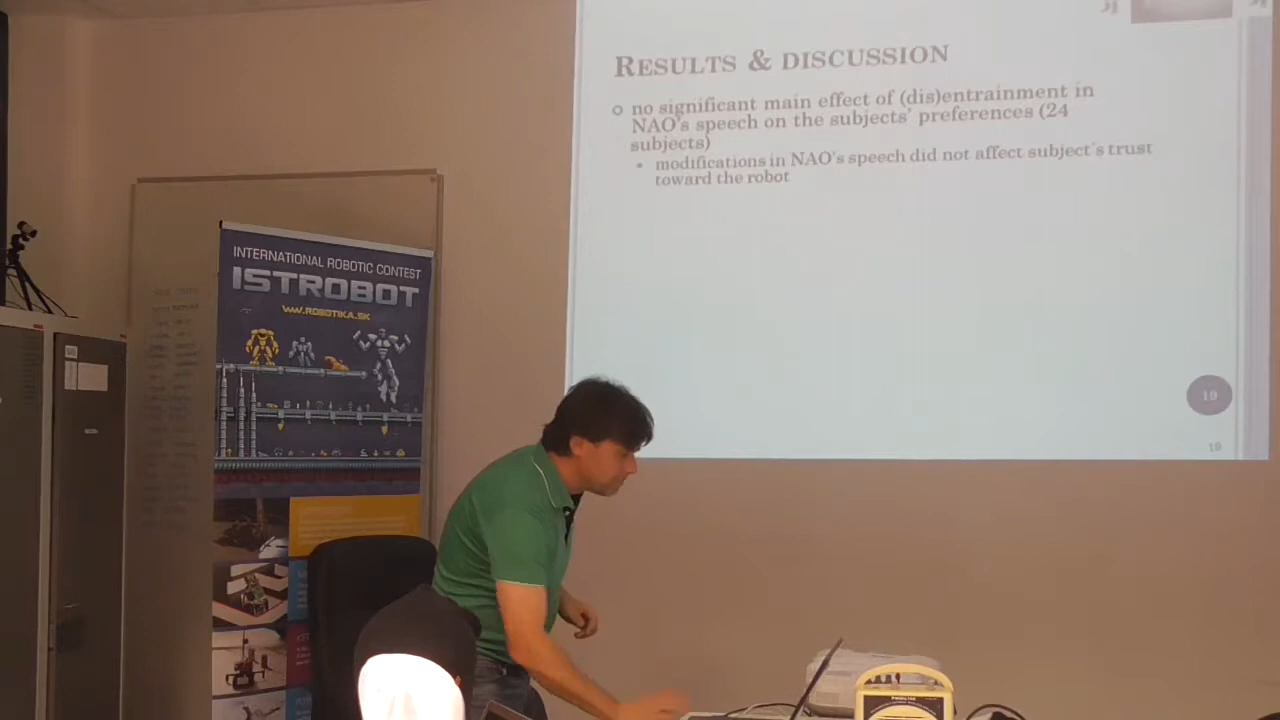 RESULTS & DISCUSSION
no significant main effect of (dis)entrainment in
NAO's speech on the subjects' preferences (24
subjects)
modifications in NAO's speech did not affect subject's trust
toward the robot
19
19
INTERNATIONAL ROBOTIC CONTEST
ISTROBOT
WWW.ROBOTIKA.SK